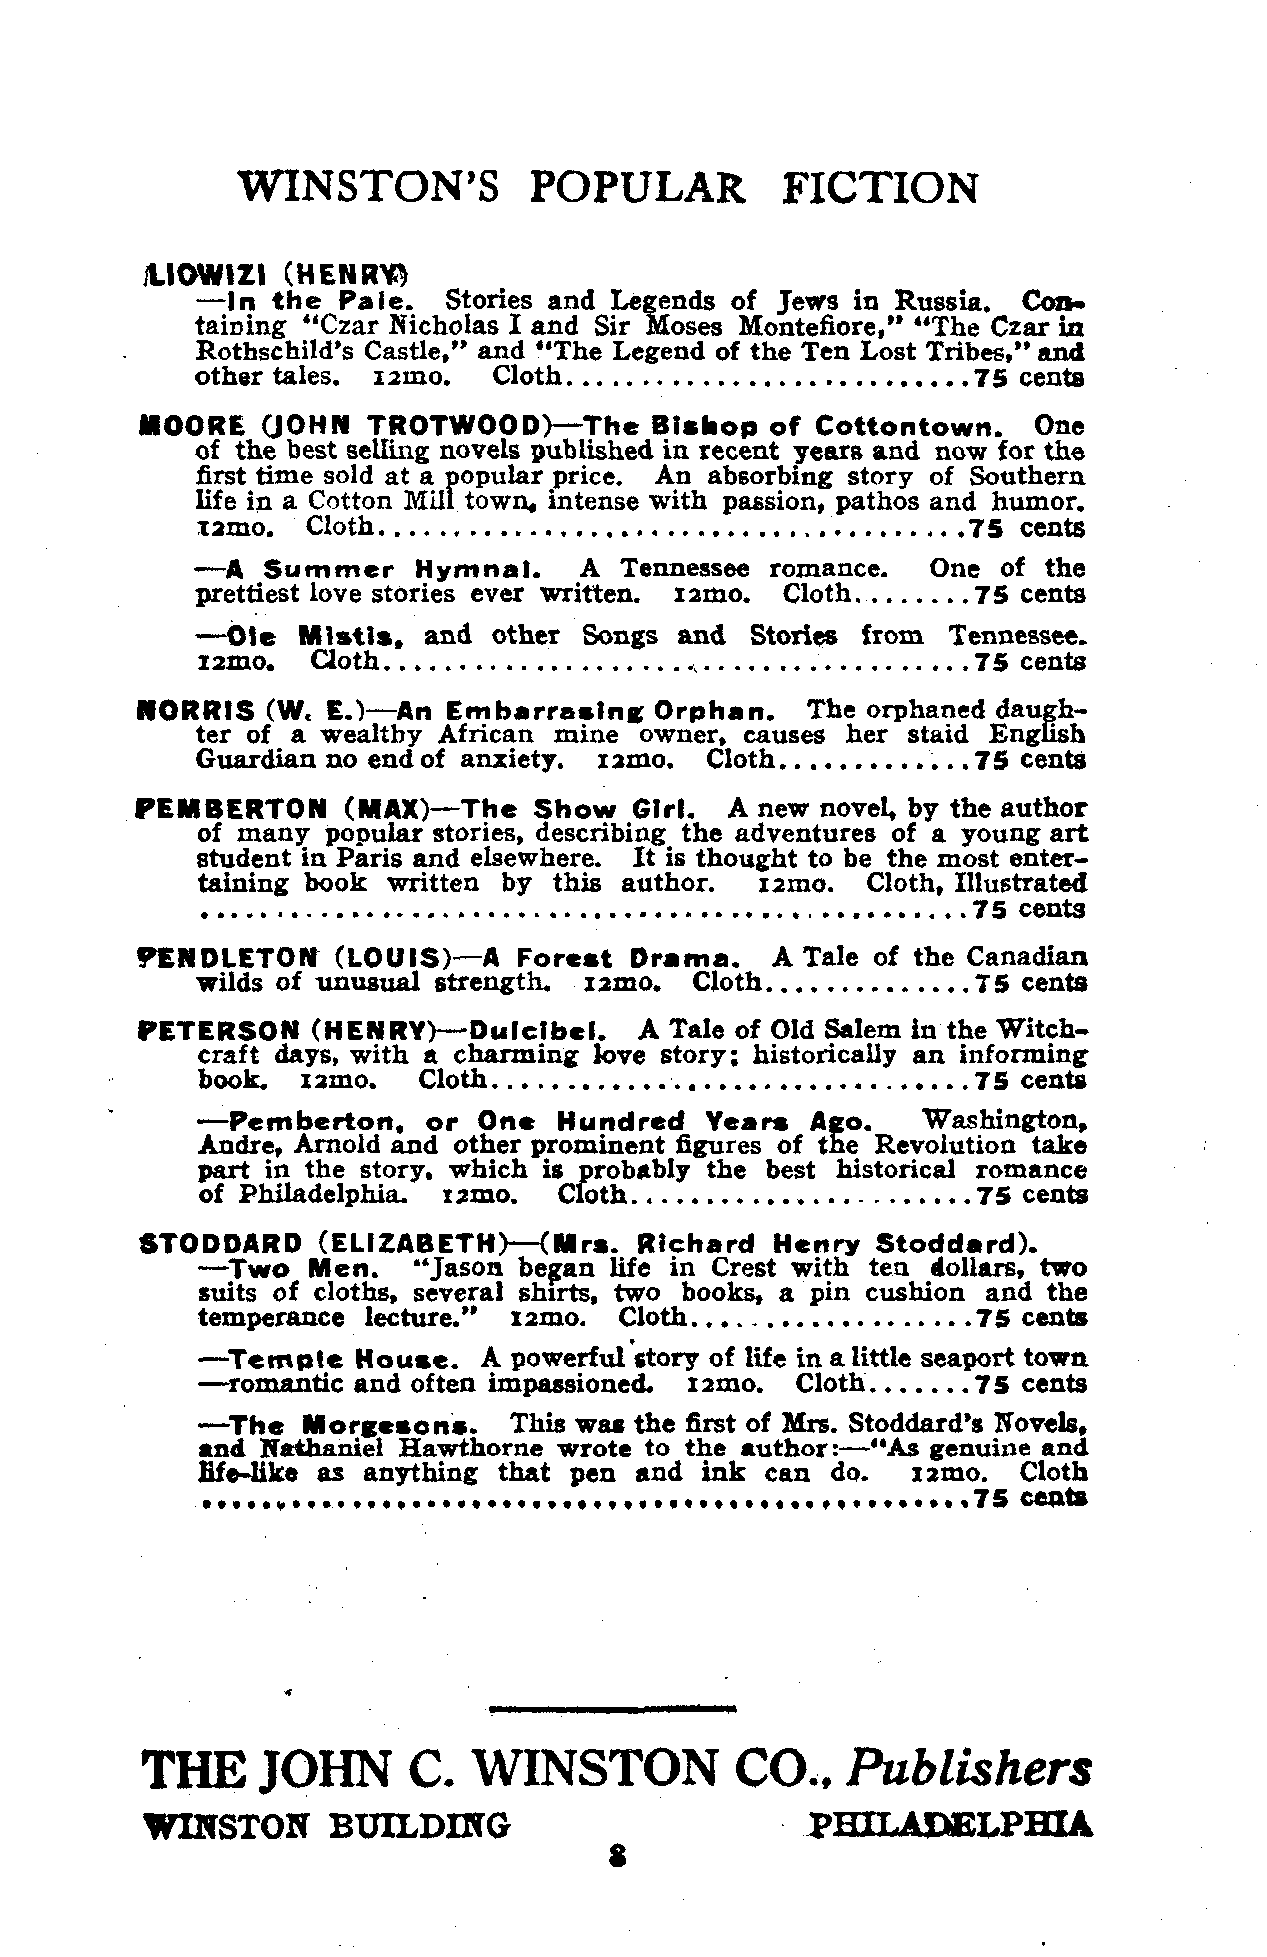 WINSTON'S POPULAR FICTION
ILIOWIZI (HENRY)
—In the Pale. Stories and Legends of Jews in Russia. Con-
taining "Czar Nicholas I and Sir Moses Montefiore," "The Czar in
Rothschild's Castle," and "The Legend of the Ten Lost Tribes," and
other tales. 12mo. Cloth...........................75 cents
MOORE (JOHN TROTWOOD)—The Bishop of Cottontown. One
of the best selling novels published in recent years and now for the
first time sold at a popular price. An absorbing story of Southern
life in a Cotton Mill town, intense with passion, pathos and humor.
12mo. Cloth.......................................75 cents
—A Summer Hymnal. A Tennessee romance. One of the
prettiest love stories ever written. 12mo. Cloth........75 cents
—Ole Mistis, and other Songs and Stories from Tennessee.
12mo. Cloth.......................................75 cents
NORRIS (W. E.)—An Embarrasing Orphan. The orphaned daugh-
ter of a wealthy African mine owner, causes her staid English
Guardian no end of anxiety. 12mo. Cloth.............75 cents
PEMBERTON (MAX)—The Show Girl. A new novel, by the author
of many popular stories, describing the adventures of a young art
student in Paris and elsewhere. It is thought to be the most enter-
taining book written by this author. 12mo. Cloth, Illustrated
...................................................75 cents
PENDLETON (LOUIS)—A Forest Drama. A Tale of the Canadian
wilds of unusual strength. 12mo. Cloth..............75 cents
PETERSON (HENRY)—Dulcibel. A Tale of Old Salem in the Witch-
craft days, with a charming love story; historically an informing
book. 12mo. Cloth................................75 cents
—Pemberton, or One Hundred Years Ago. Washington,
Andre, Arnold and other prominent figures of the Revolution take
part in the story, which is probably the best historical romance
of Philadelphia. 12mo. Cloth.......................75 cents
STODDARD (ELIZABETH)—(Mrs. Richard Henry Stoddard).
—Two Men. "Jason began life in Crest with ten dollars, two
suits of cloths, several shirts, two books, a pin cushion and the
temperance lecture." 12mo. Cloth...................75 cents
—Temple House. A powerful story of life in a little seaport town
—romantic and often impassioned. 12mo. Cloth.......75 cents
—The Morgesons. This was the first of Mrs. Stoddard's Novels,
and Nathaniel Hawthorne wrote to the author:—"As genuine and
life-like as anything that pen and ink can do. 12mo. Cloth
...................................................75 cents
THE JOHN C. WINSTON CO., Publishers
WINSTON BUILDING PHILADELPHIA
8